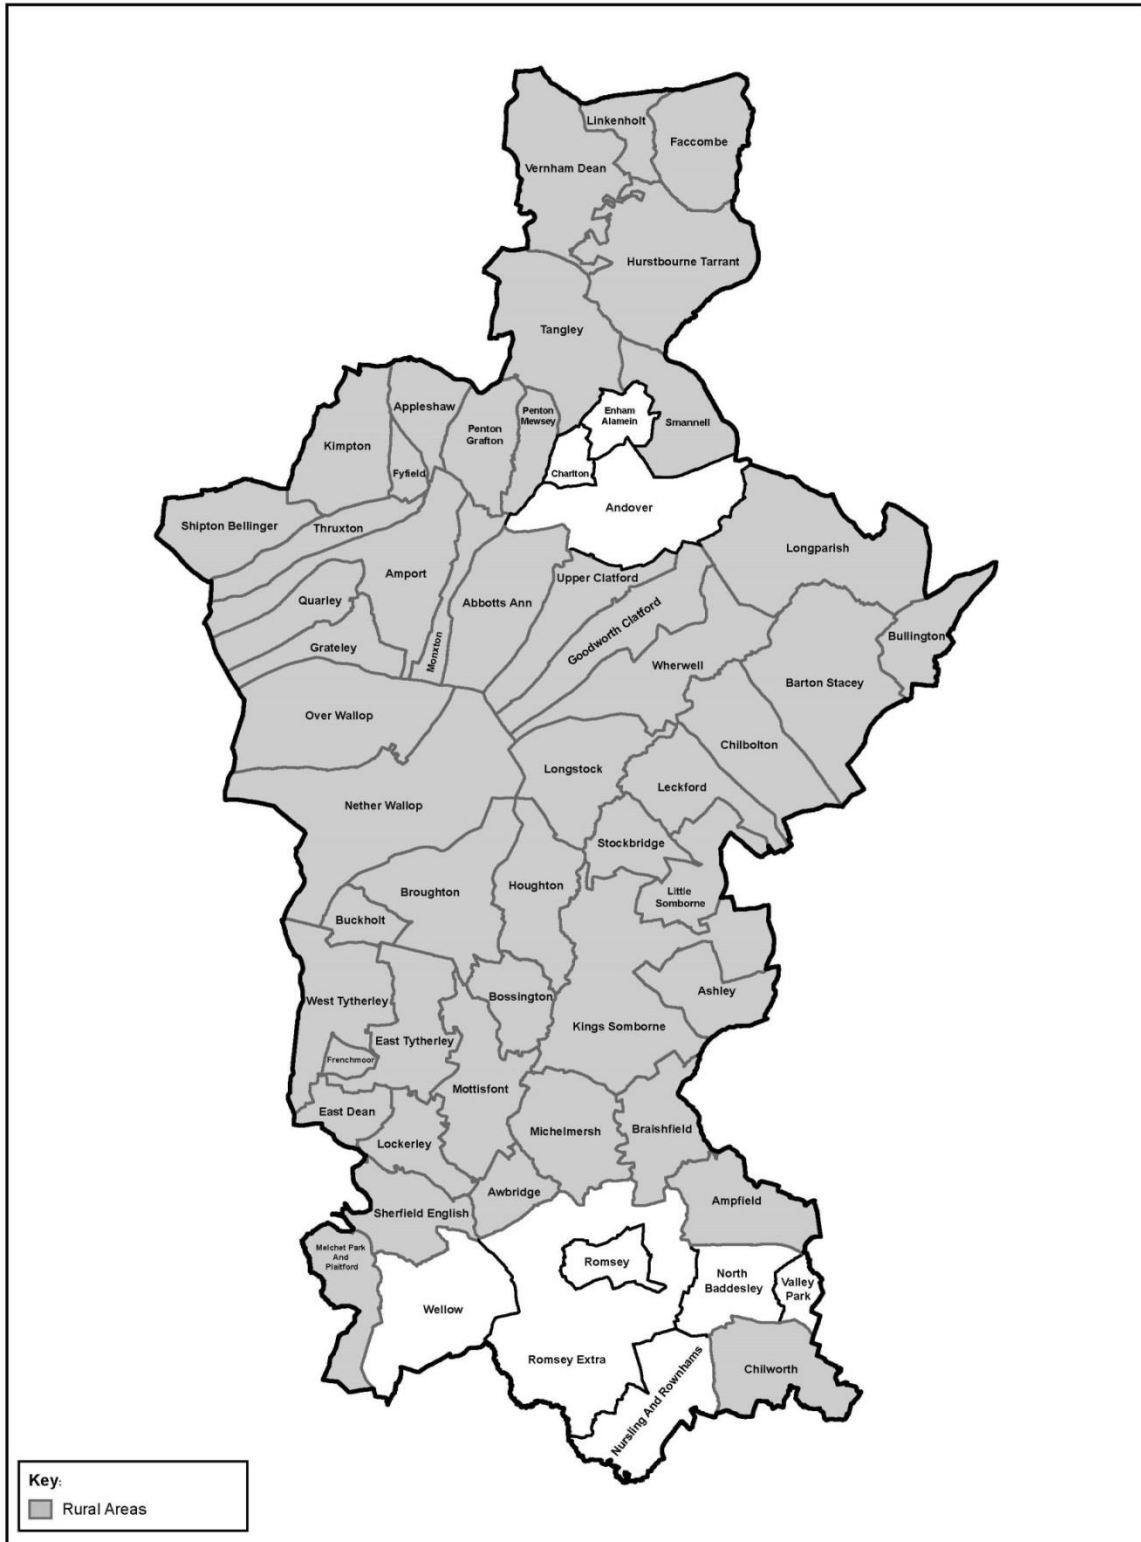 Linkenholt
Faccombe
Vernham Dean
Hurstbourne Tarrant
Tangley
Appleshaw
Penton
Mewsey
Enham
Alamein
Smannell
Kimpton
Penton
Grafton
Fyfield
Charlton
Andover
Shipton Bellinger
Thruxton
Longparish
Amport
Upper Clatford
Quarley
Abbotts Ann
Goodworth Clatford
Bullington
Grateley
Monxton
Wherwell
Barton Stacey
Over Wallop
Chilbolton
Longstock
Leckford
Nether Wallop
Stockbridge
Broughton
Houghton
Little
Somborne
Buckholt
West Tytherley
Bossington
Ashley
East Tytherley
Kings Somborne
Frenchmoor
Mottisfont
East Dean
Michelmersh
Braishfield
Lockerley
Awbridge
Ampfield
Sherfield English
Melchet Park
And
Plaitford
Romsey
North
Baddesley
Valley
Park
Wellow
Romsey Extra
Chilworth
Nursling And Rownhams
Key:
Rural Areas